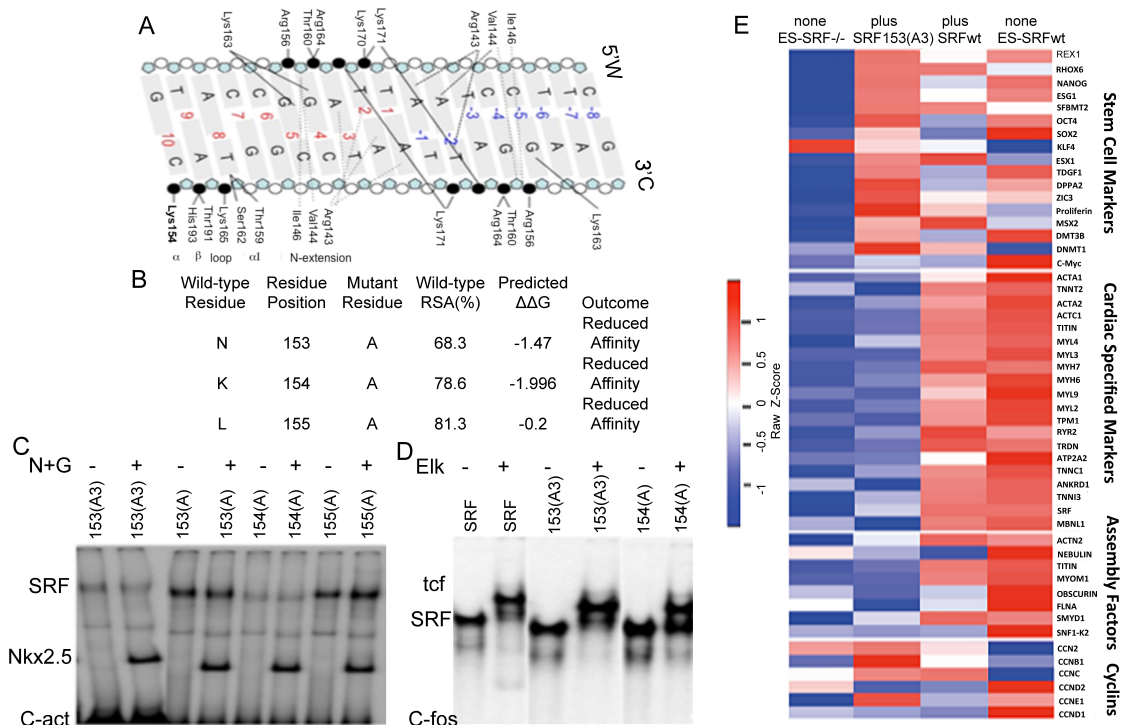 A
Lys163
Arg156
Thr160
Arg164
Lys170
Lys171
Arg143
Val144
Ile146
5'W
G A A C C G A T T A A T C C T T C
10 9 8 7 6 5 4 3 2 1 -1 -2 -3 -4 -5 -6 -7 -8
3'C
Lys154
His193
Thr191
Lys165
Ser162
Thr159
Ile146
Val144
Arg143
Lys171
Arg164
Thr160
Arg156
Lys163
α β loop αI N-extension
B
Wild-type Residue Mutant Wild-type Predicted
Residue Position Residue RSA(%) ΔΔG Outcome
Reduced
N 153 A 68.3 -1.47 Affinity
Reduced
K 154 A 78.6 -1.996 Affinity
Reduced
L 155 A 81.3 -0.2 Affinity
C
N+G - + - + - + - +
153(A3) 153(A3) 153(A) 153(A) 154(A) 154(A) 155(A) 155(A)
SRF
Nkx2.5
C-act
D
Elk - + - + - +
SRF SRF 153(A3) 153(A3) 154(A) 154(A)
tcf
SRF
C-fos
E
none plus plus none
ES-SRF-/- SRF153(A3) SRFwt ES-SRFwt
REX1
RHOX6
NANOG
ESG1
SFBMT2
OCT4
SOX2
KLF4
ESX1
TDGF1
DPPA2
ZIC3
Proliferin
MSX2
DMT3B
DNMT1
C-Myc
Stem Cell Markers
ACTA1
TNNT2
ACTA2
ACTC1
TITIN
MYL4
MYL3
MYH7
MYH6
MYL9
MYL2
TPM1
RYR2
TRDN
ATP2A2
TNNC1
ANKRD1
TNNI3
SRF
MBNL1
Cardiac Specified Markers
ACTN2
NEBULIN
TITIN
MYOM1
OBSCURIN
FLNA
SMYD1
SNF1-K2
Assembly Factors
CCN2
CCNB1
CCNC
CCND2
CCNE1
CCND1
Cyclins
1
0.5
0
-0.5
-1
Raw Z-Score